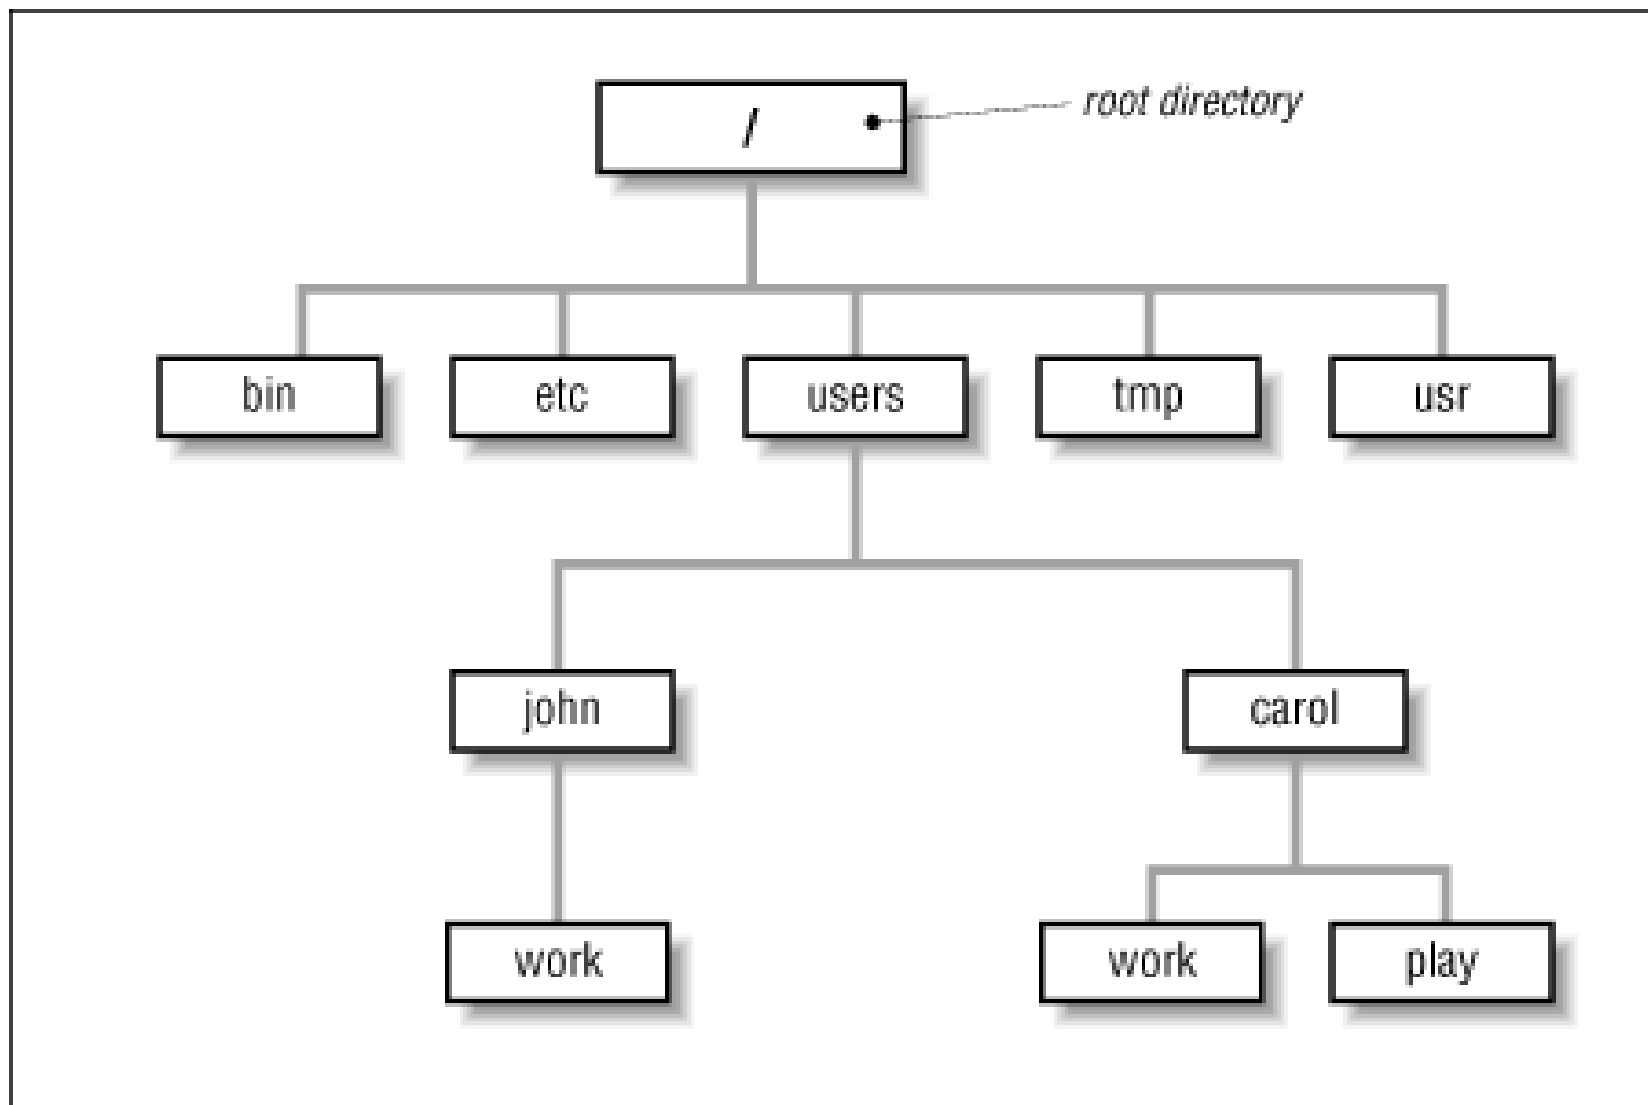 /
root directory
bin
etc
users
tmp
usr
john
carol
work
work
play